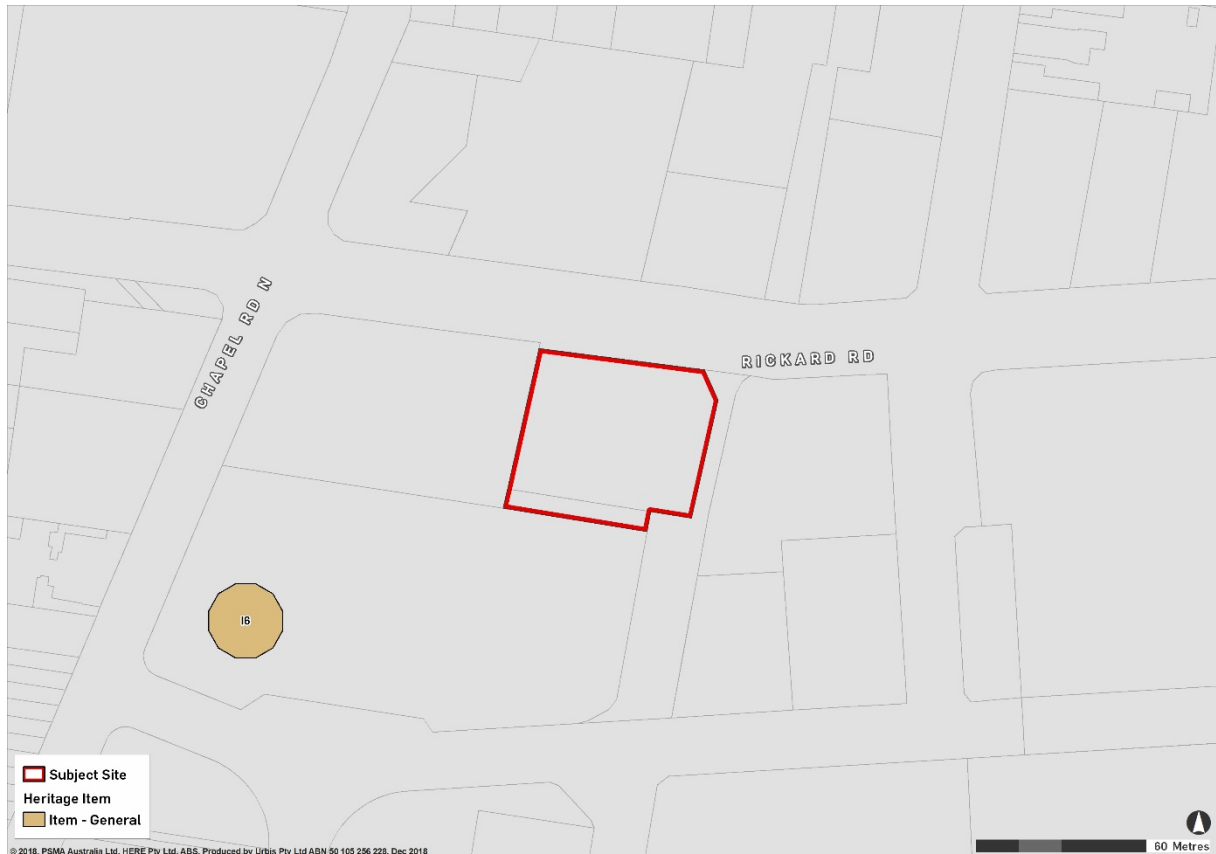 CHAPEL RD N
RICKARD RD
I6
Subject Site
Heritage Item
Item - General
60 Metres
© 2018. PSMA Australia Ltd, HERE Pty Ltd, ABS. Produced by Urbis Pty Ltd ABN 50 105 256 228, Dec 2018